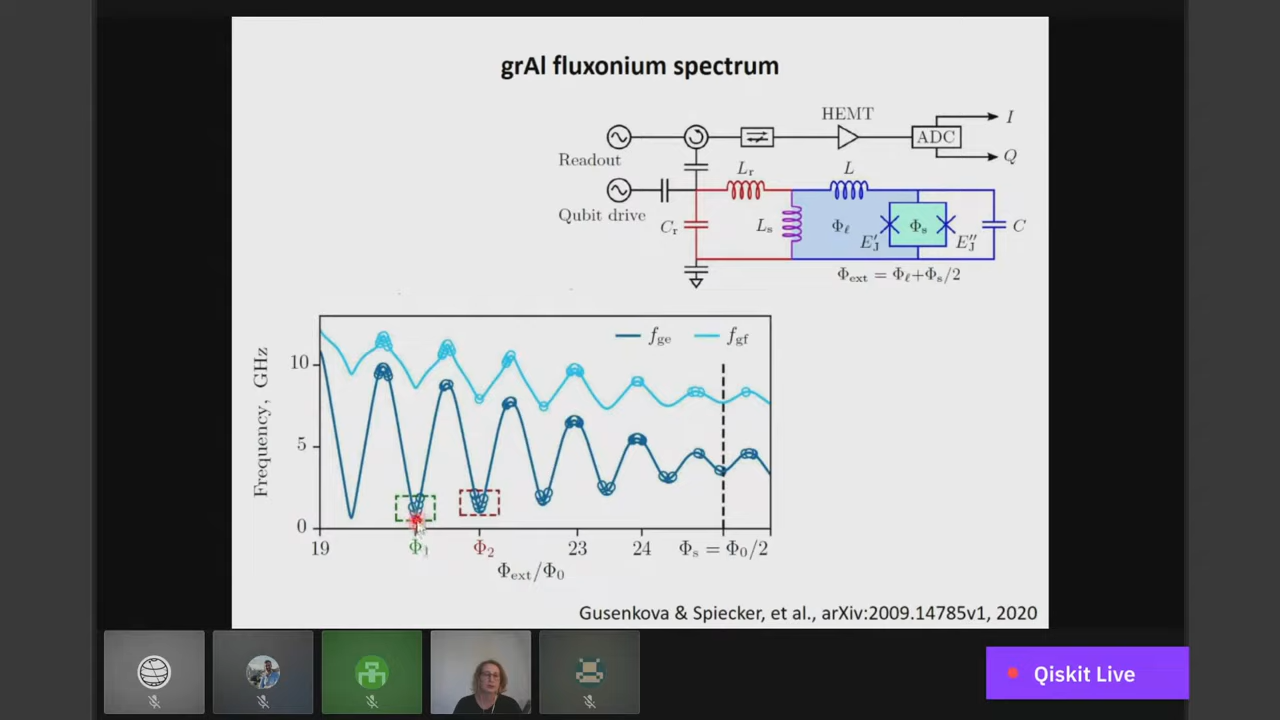 grAl fluxonium spectrum
HEMT
I
ADC
Q
Readout
Qubit drive
Lr
L
Cr
Ls
Φℓ
E′J
Φs
E″J
C
Φext = Φℓ+Φs/2
Frequency, GHz
fge
fgf
10
5
0
19
Φ1
Φ2
23
24
Φs = Φ0/2
Φext/Φ0
Gusenkova & Spiecker, et al., arXiv:2009.14785v1, 2020
Qiskit Live